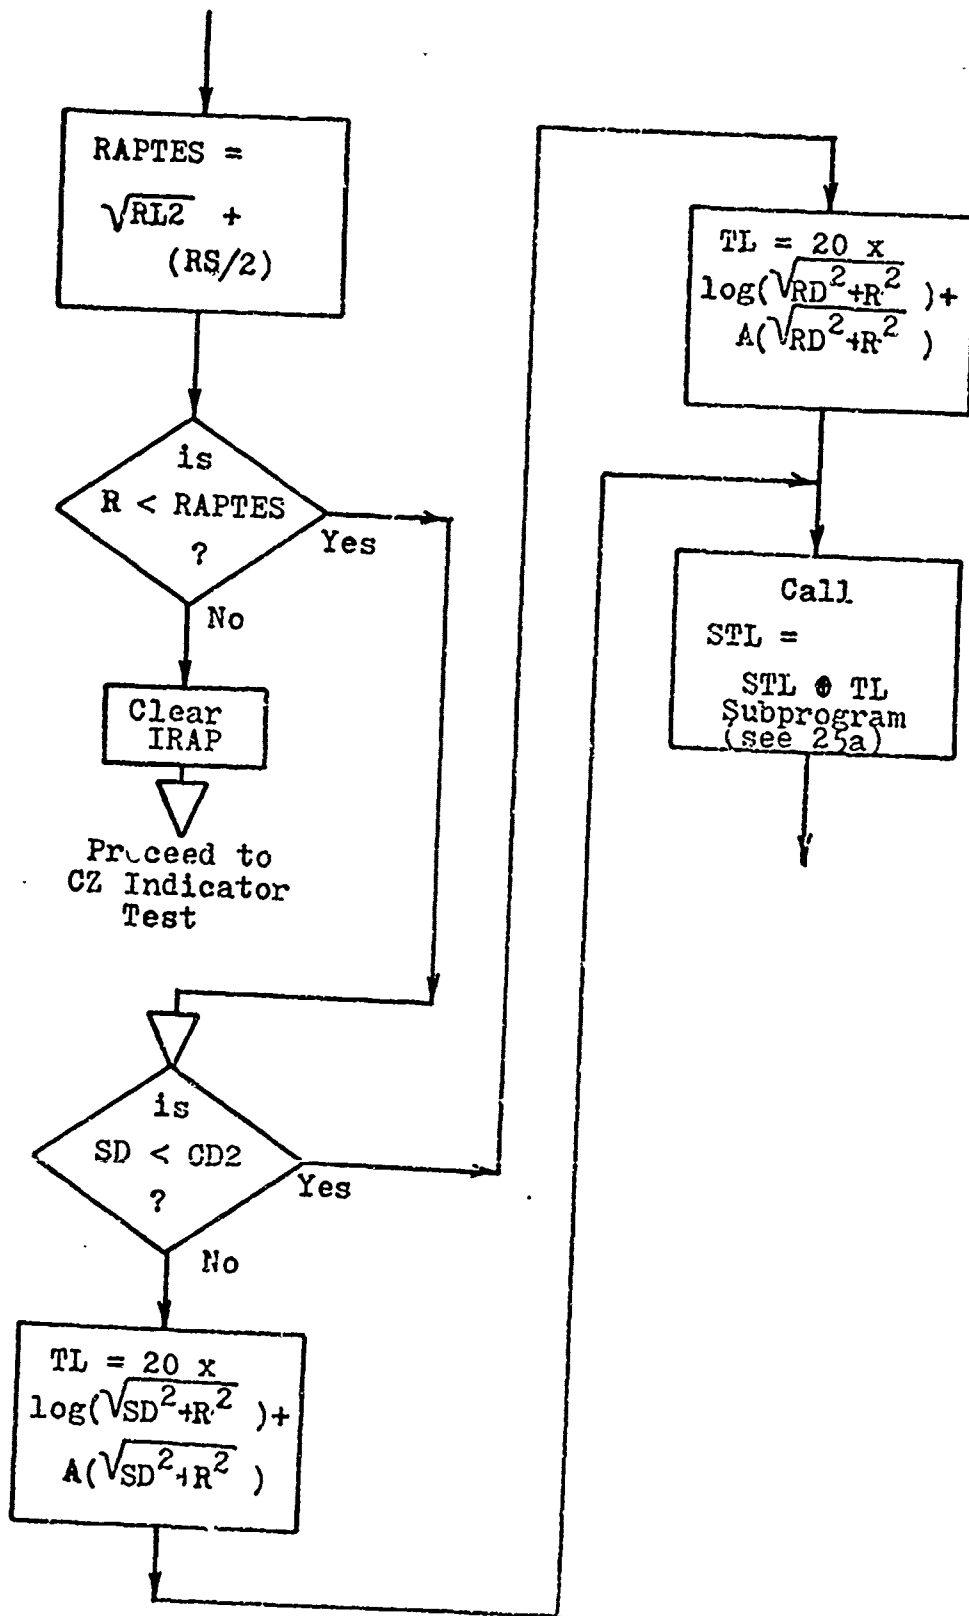 RAPTES =
√RL2 +
(RS/2)
is
R < RAPTES
?
Yes
No
Clear
IRAP
Proceed to
CZ Indicator
Test
is
SD < CD2
?
Yes
No
TL = 20 x
log(√SD²+R² )+
A(√SD²+R² )
TL = 20 x
log(√RD²+R² )+
A(√RD²+R² )
Call
STL =
STL ⊕ TL
Subprogram
(see 25a)